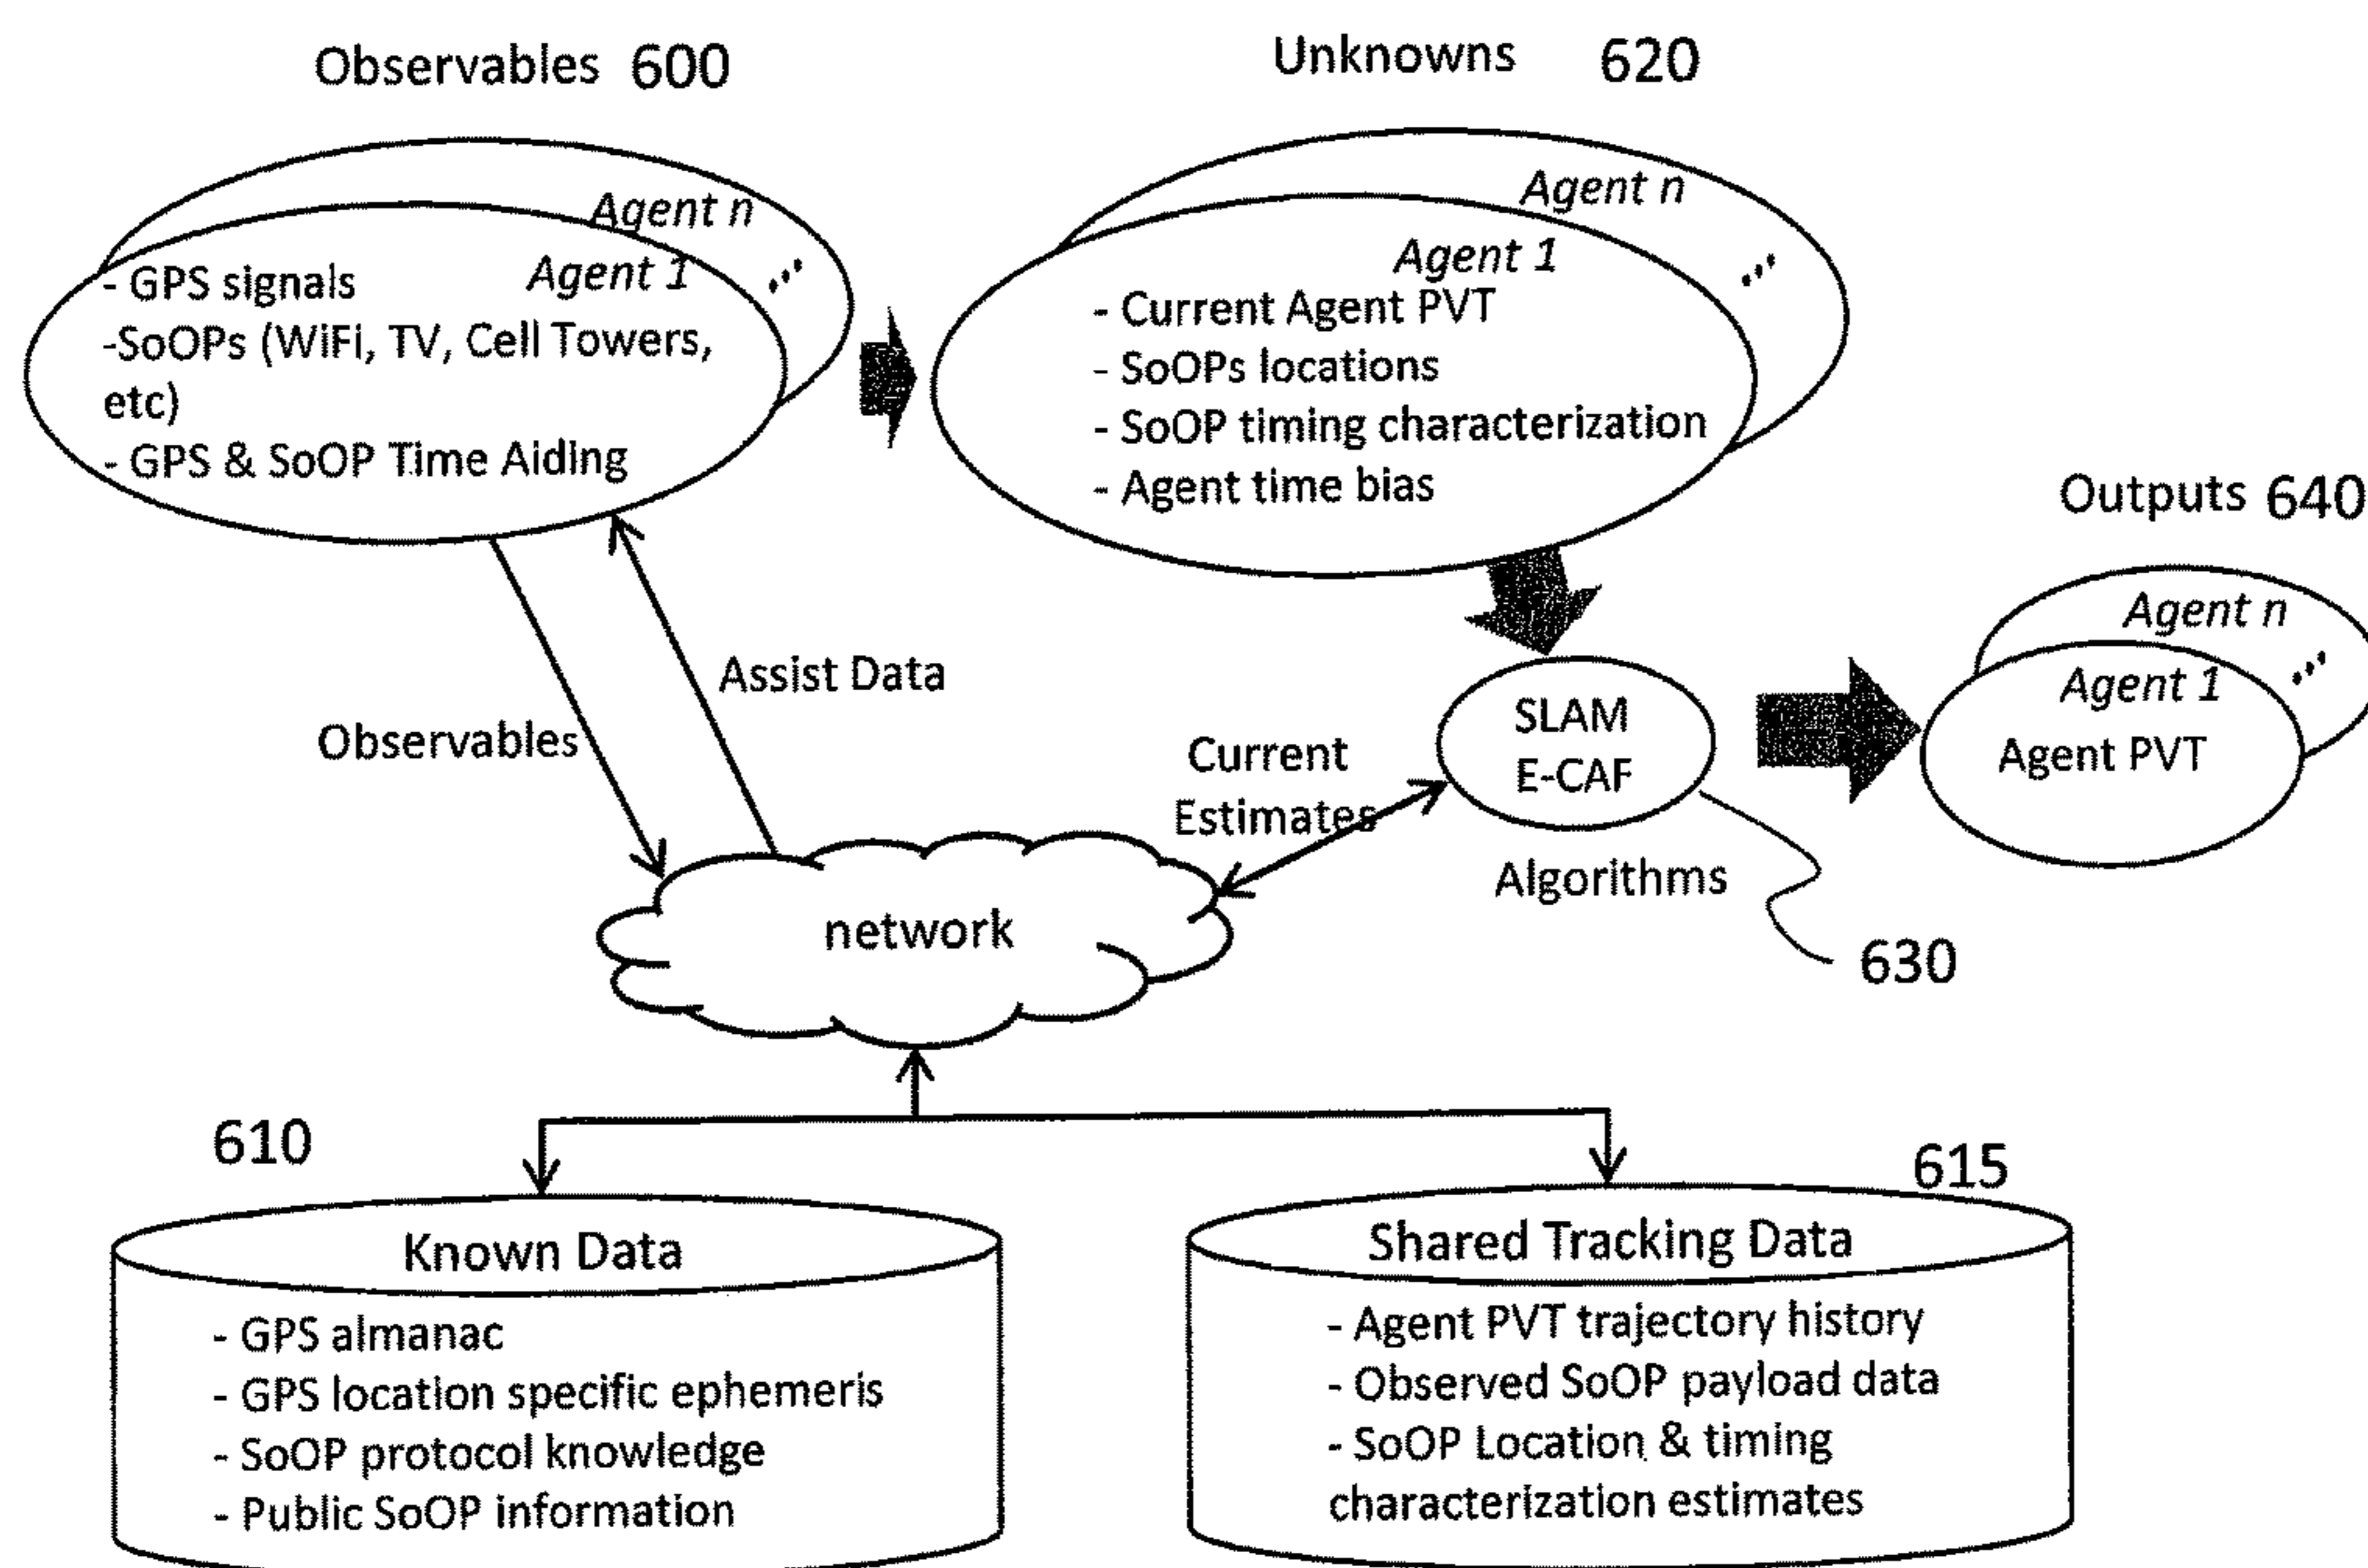 Observables 600
Unknowns 620
Agent n
Agent 1
- GPS signals
-SoOPs (WiFi, TV, Cell Towers,
etc)
- GPS & SoOP Time Aiding
Agent n
Agent 1
- Current Agent PVT
- SoOPs locations
- SoOP timing characterization
- Agent time bias
Outputs 640
Agent n
Agent 1
Agent PVT
Assist Data
Observables
SLAM
E-CAF
Current
Estimates
Algorithms
630
network
610
615
Known Data
- GPS almanac
- GPS location specific ephemeris
- SoOP protocol knowledge
- Public SoOP information
Shared Tracking Data
- Agent PVT trajectory history
- Observed SoOP payload data
- SoOP Location & timing
characterization estimates